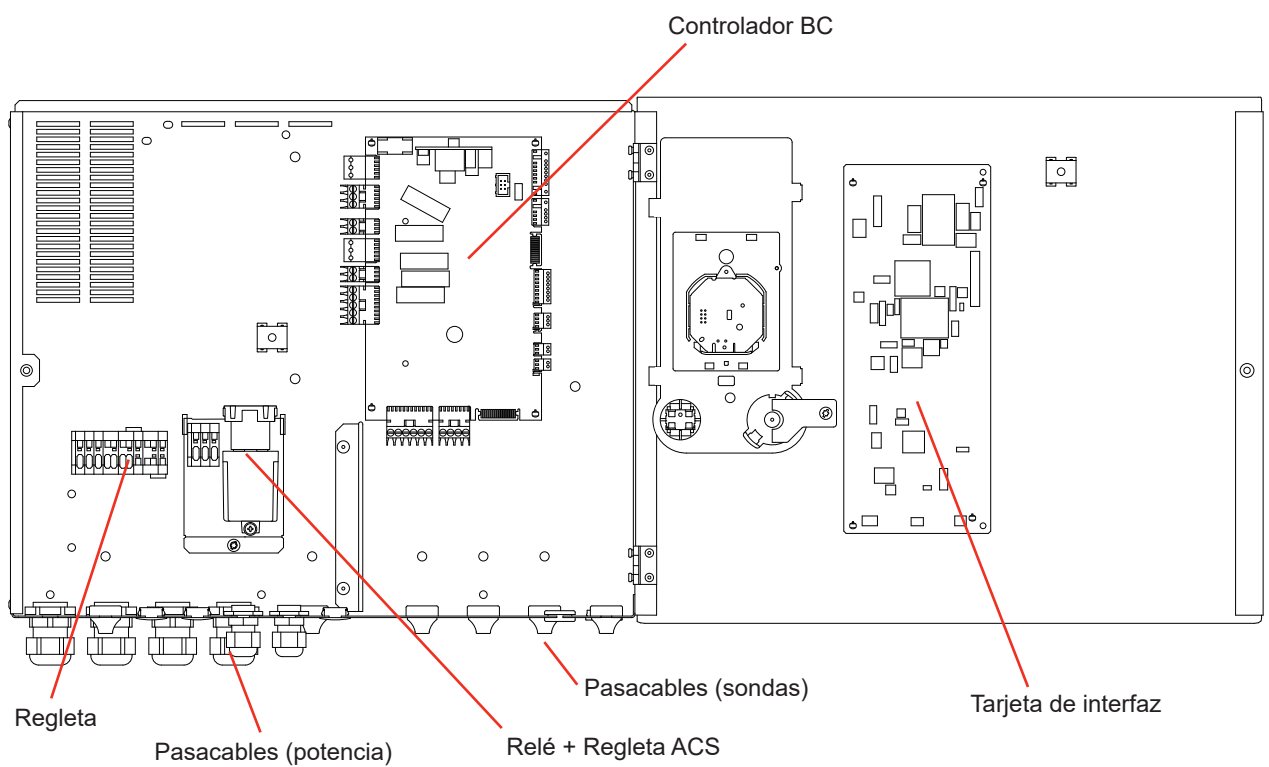 Controlador BC
Pasacables (sondas)
Tarjeta de interfaz
Regleta
Relé + Regleta ACS
Pasacables (potencia)